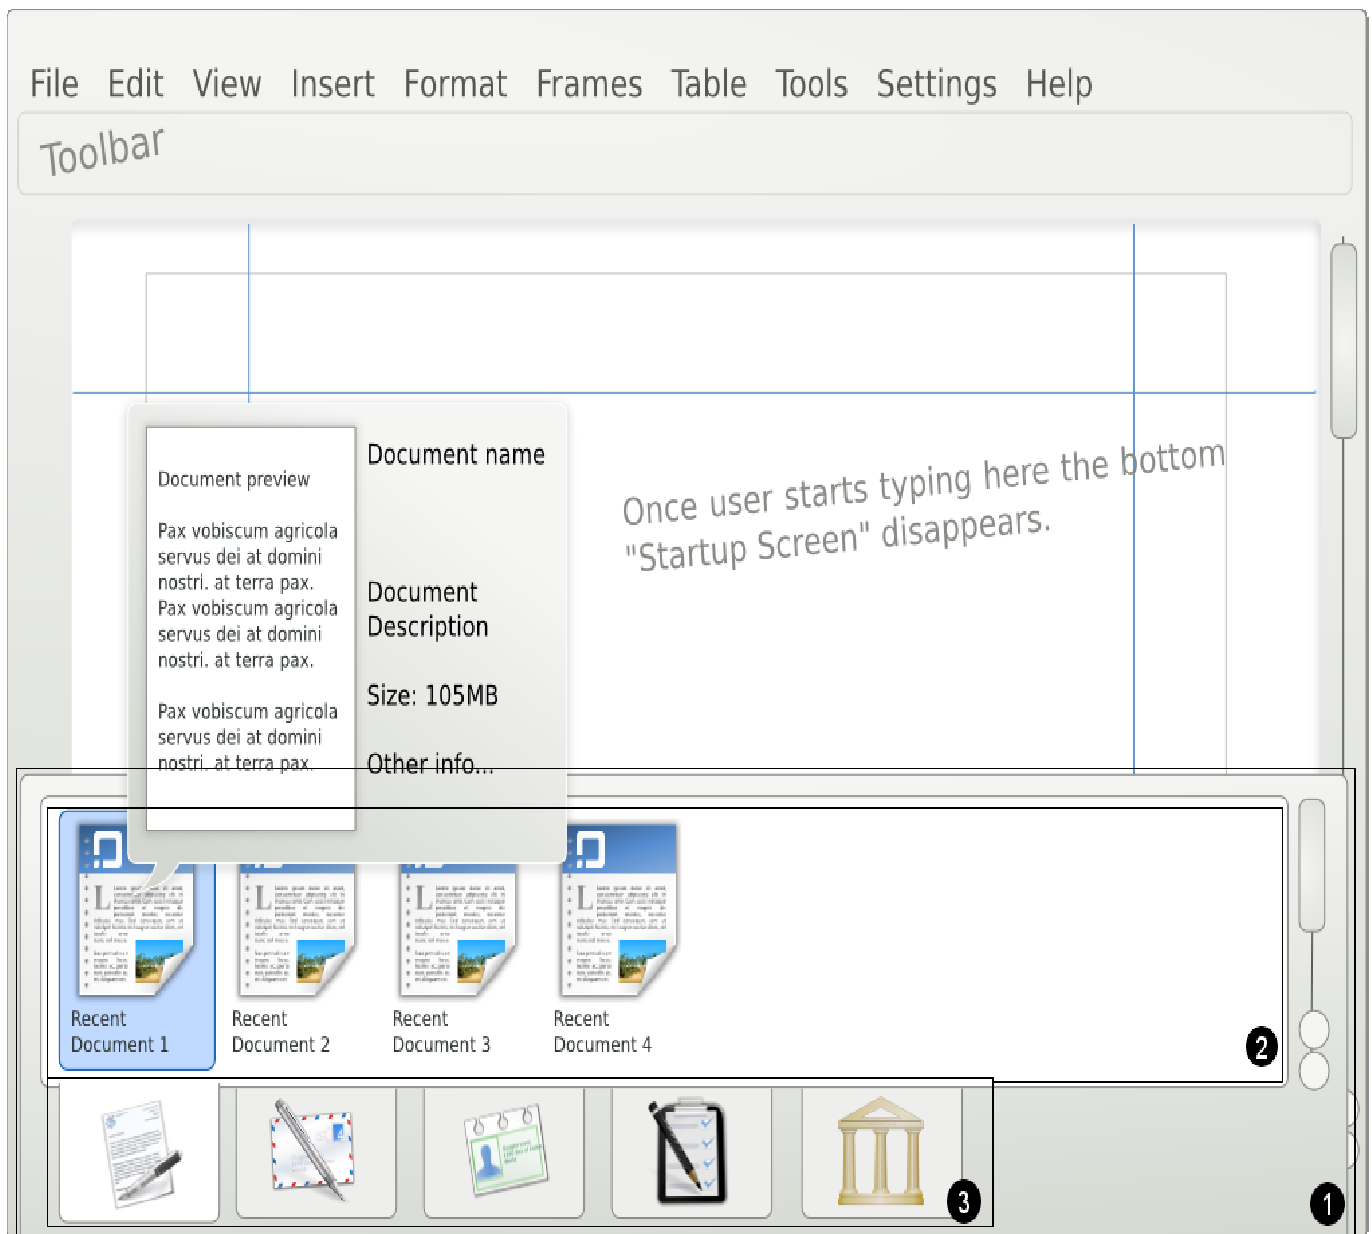 File Edit View Insert Format Frames Table Tools Settings Help
Toolbar
Document name
Document preview
Pax vobiscum agricola
servus dei at domini
nostri. at terra pax.
Pax vobiscum agricola
servus dei at domini
nostri. at terra pax.
Pax vobiscum agricola
servus dei at domini
nostri. at terra pax.
Document
Description
Size: 105MB
Other info...
Once user starts typing here the bottom
"Startup Screen" disappears.
Recent
Document 1
Recent
Document 2
Recent
Document 3
Recent
Document 4
2
3
1